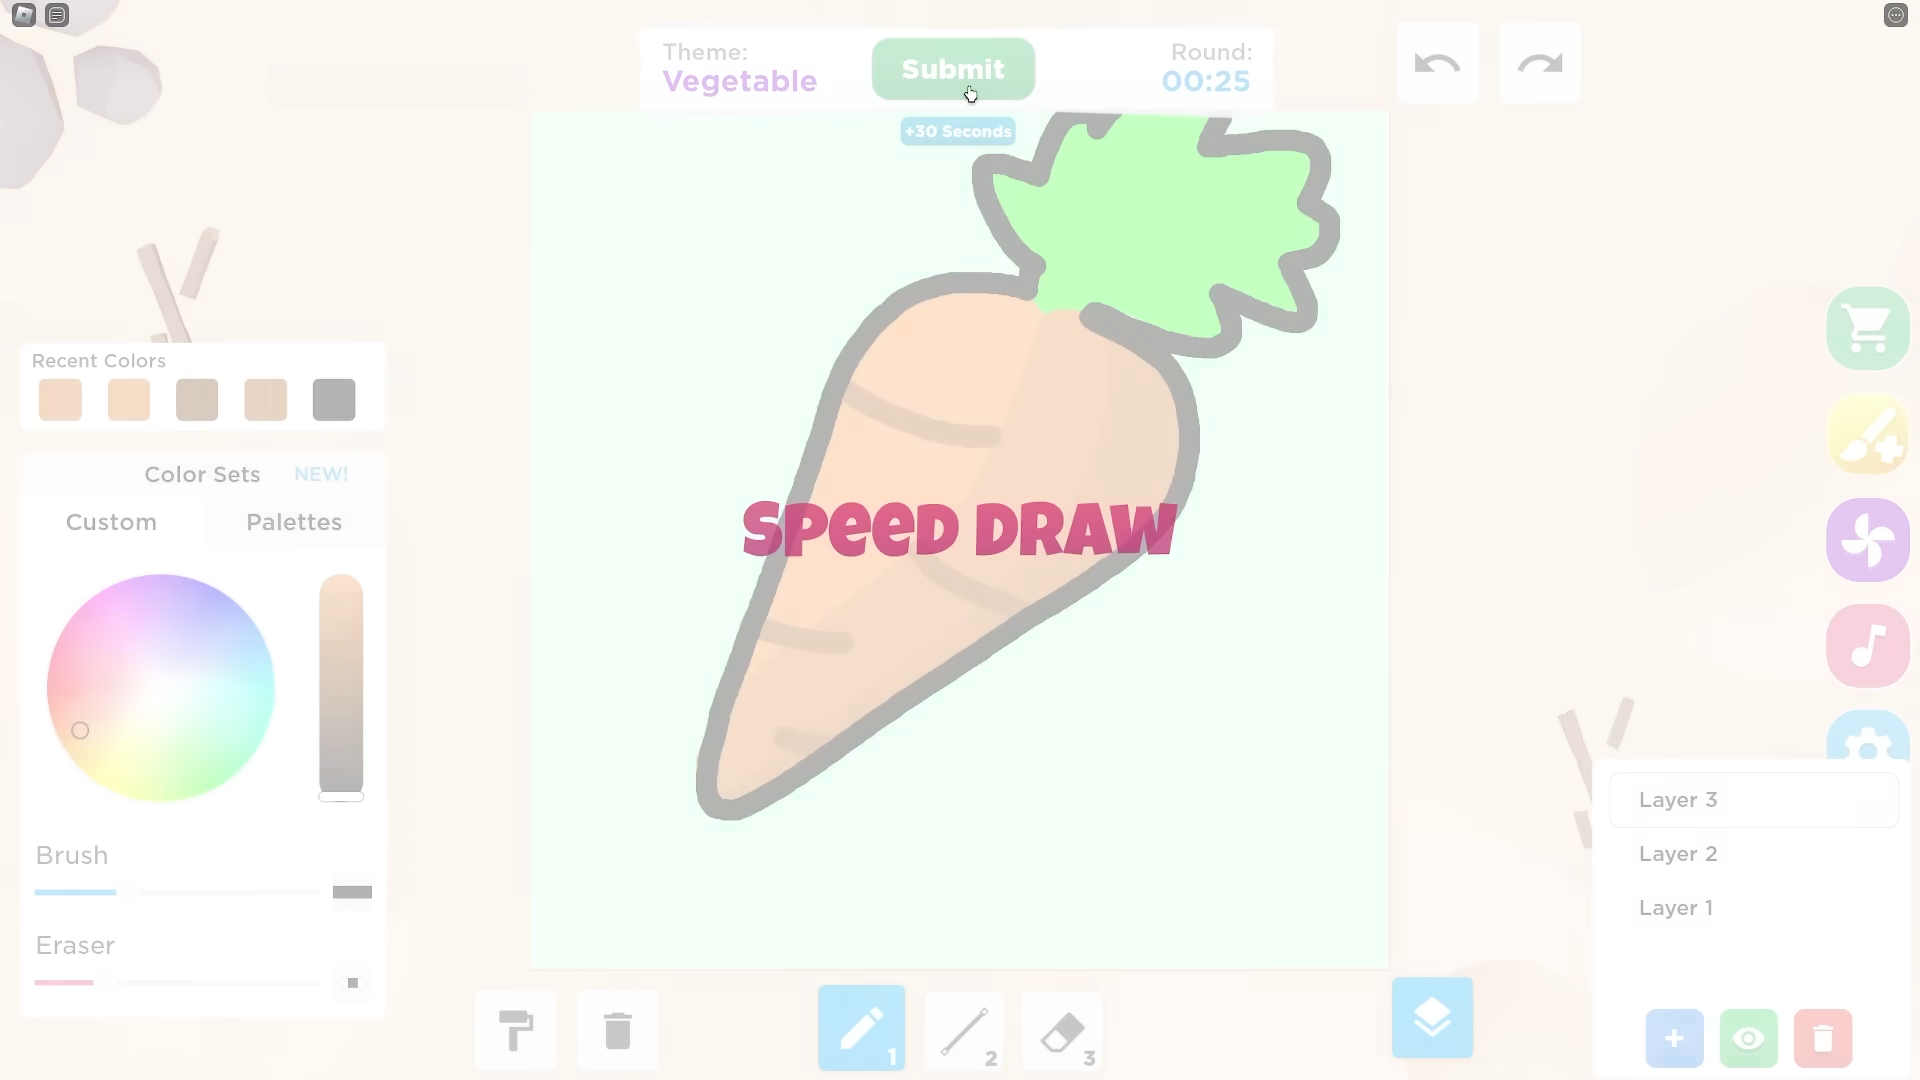 Theme:
Vegetable
Submit
Round:
00:25
+30 Seconds
Recent Colors
Color Sets NEW!
Custom Palettes
SPeeD DRAW
Brush
Eraser
1
2
3
Layer 3
Layer 2
Layer 1